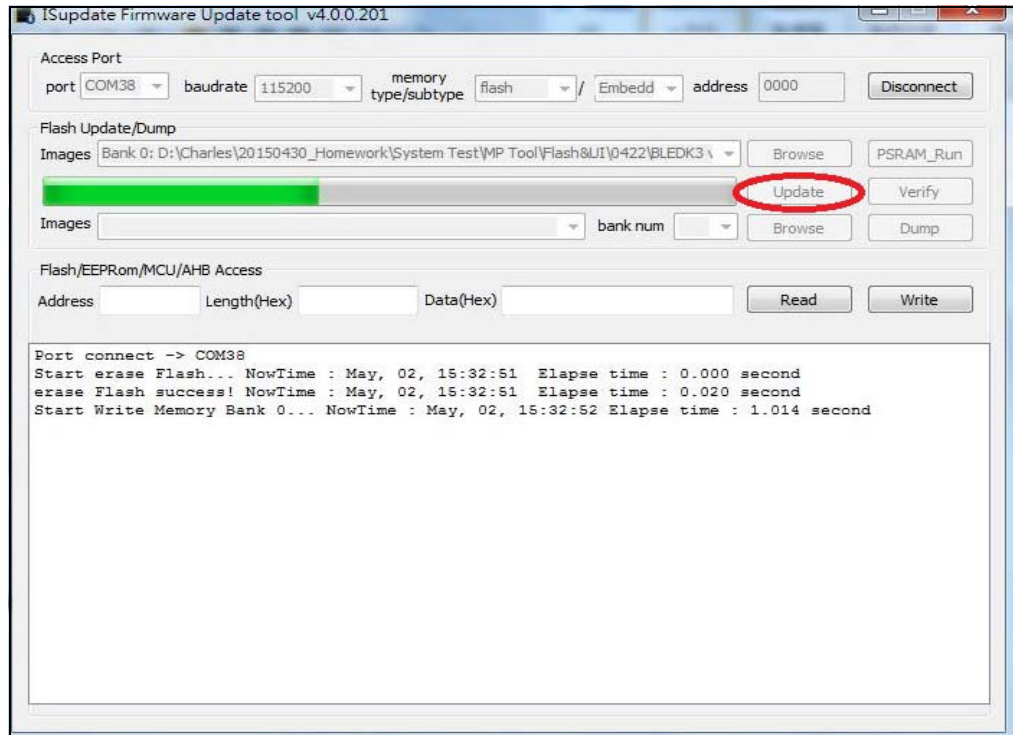 ISupdate Firmware Update tool v4.0.0.201
Access Port
port COM38 baudrate 115200 memory type/subtype flash / Embedd address 0000 Disconnect
Flash Update/Dump
Images Bank 0: D:\Charles\20150430_Homework\System Test\MP Tool\Flash&UI\0422\BLEDK3 Browse PSRAM_Run
Update Verify
Images bank num Browse Dump
Flash/EEPRom/MCU/AHB Access
Address Length(Hex) Data(Hex) Read Write
Port connect -> COM38
Start erase Flash... NowTime : May, 02, 15:32:51 Elapse time : 0.000 second
erase Flash success! NowTime : May, 02, 15:32:51 Elapse time : 0.020 second
Start Write Memory Bank 0... NowTime : May, 02, 15:32:52 Elapse time : 1.014 second